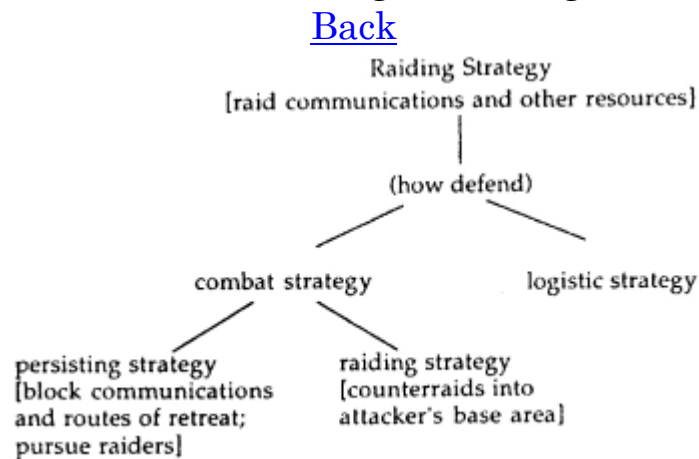 Back
Raiding Strategy
[raid communications and other resources]
(how defend)
combat strategy
logistic strategy
persisting strategy
[block communications
and routes of retreat;
pursue raiders]
raiding strategy
[counterraids into
attacker's base area]